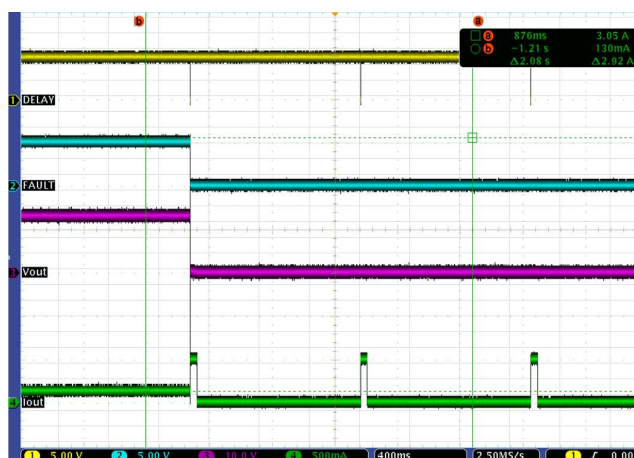 b
a
a 876ms 3.05 A
b -1.21 s 130mA
Δ2.08 s Δ2.92 A
1 DELAY
2 FAULT
3 Vout
4 Iout
1 5.00 V 2 5.00 V 3 10.0 V 4 500mA 400ms 2.50MS/s 1 0.00